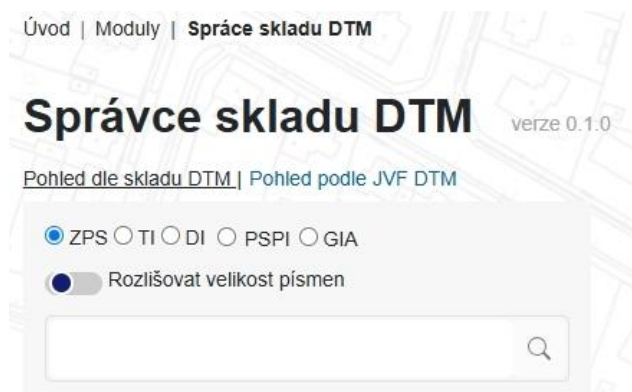 Úvod | Moduly | Spráce skladu DTM
Správce skladu DTM verze 0.1.0
Pohled dle skladu DTM | Pohled podle JVF DTM
ZPS TI DI PSPI GIA
Rozlišovat velikost písmen